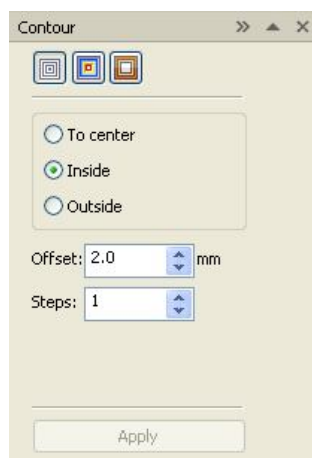 Contour
To center
Inside
Outside
Offset: 2.0 mm
Steps: 1
Apply